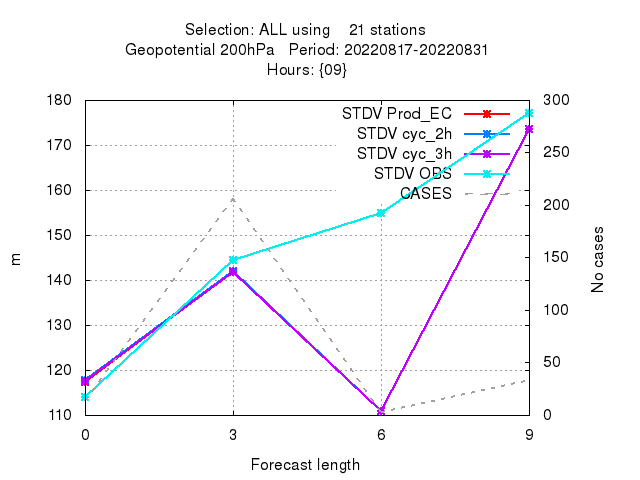 Selection: ALL using    21 stations
Geopotential 200hPa   Period: 20220817-20220831
Hours: {09}
180
170
160
150
140
130
120
110
m
STDV Prod_EC
STDV cyc_2h
STDV cyc_3h
STDV OBS
CASES
300
250
200
150
100
50
0
No cases
0 3 6 9
Forecast length